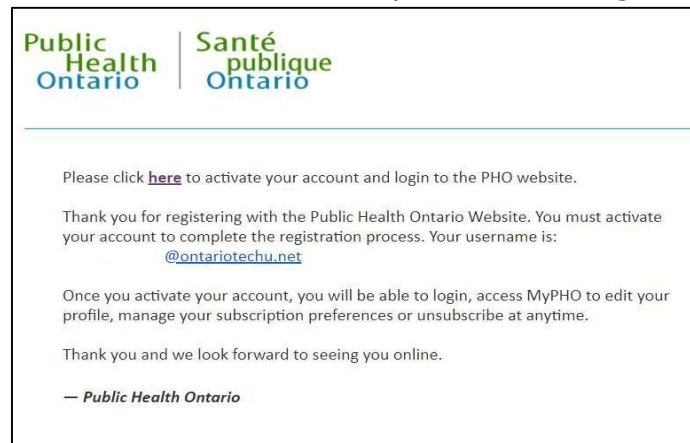 Public Health Ontario
Santé publique Ontario
Please click here to activate your account and login to the PHO website.
Thank you for registering with the Public Health Ontario Website. You must activate
your account to complete the registration process. Your username is:
@ontariotechu.net
Once you activate your account, you will be able to login, access MyPHO to edit your
profile, manage your subscription preferences or unsubscribe at anytime.
Thank you and we look forward to seeing you online.
— Public Health Ontario